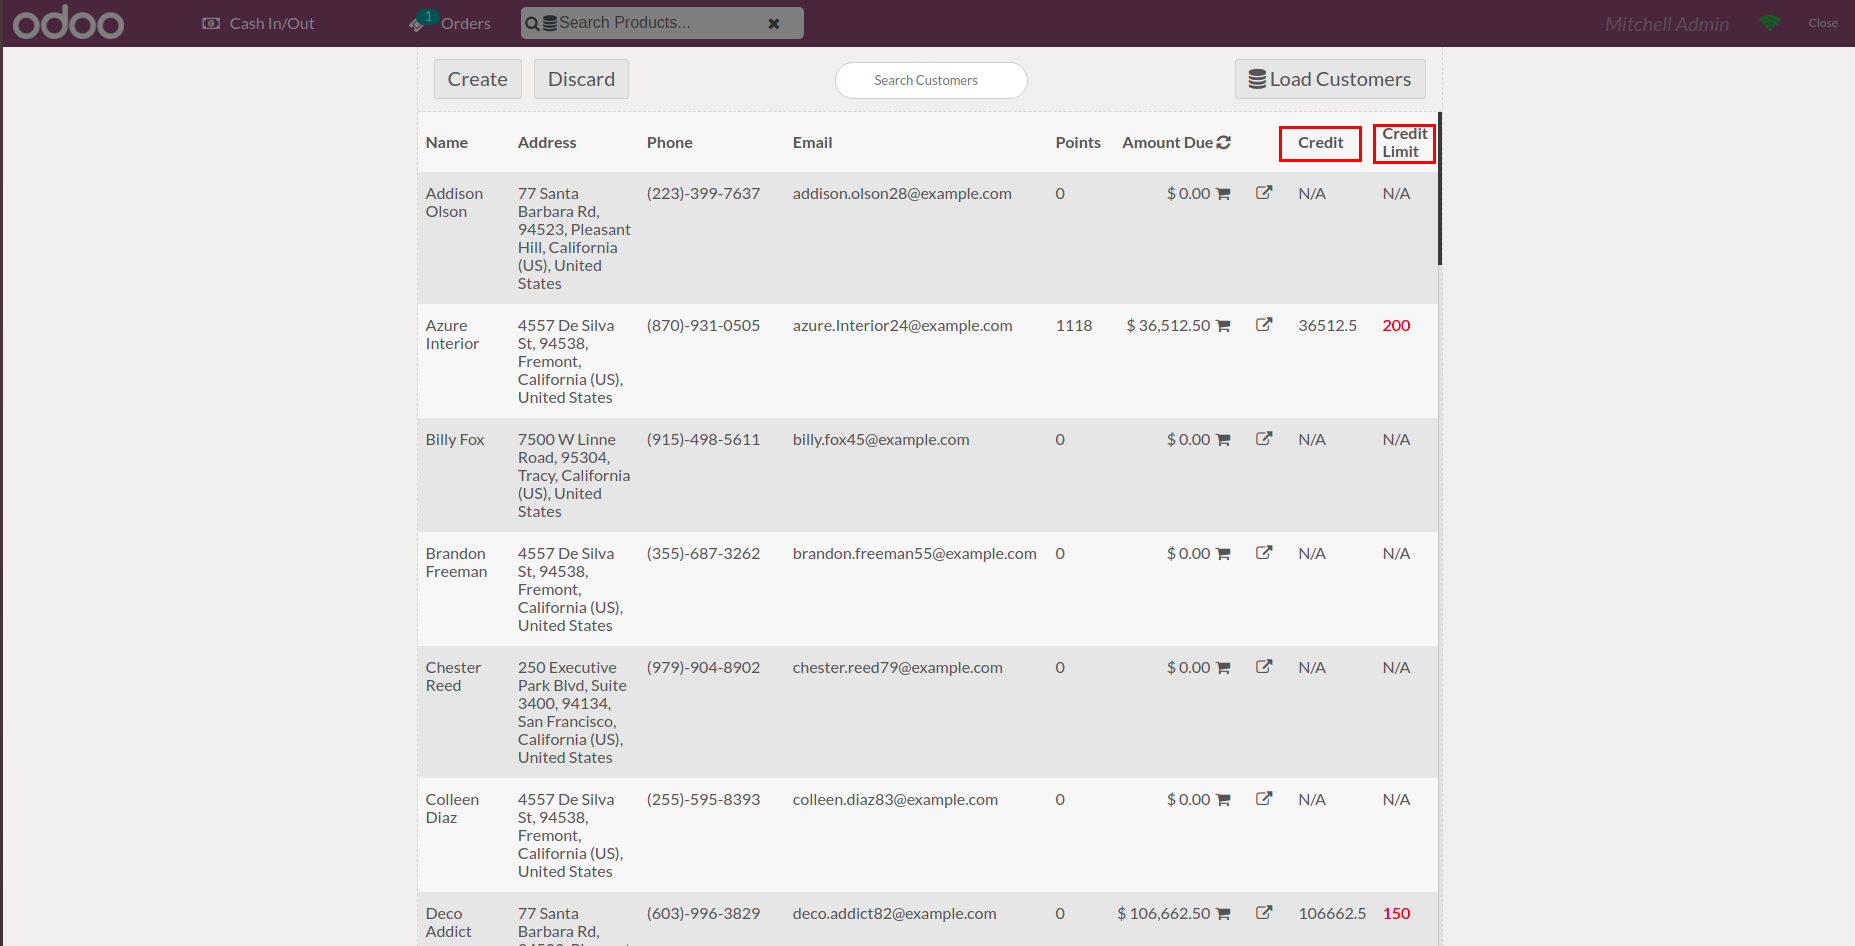 odoo Cash In/Out 1 Orders Search Products... Mitchell Admin Close
Create Discard Search Customers Load Customers
Name Address Phone Email Points Amount Due Credit Credit
Limit
Addison 77 Santa (223)-399-7637 addison.olson28@example.com 0 $ 0.00 N/A N/A
Olson Barbara Rd,
94523, Pleasant
Hill, California
(US), United
States
Azure 4557 De Silva (870)-931-0505 azure.Interior24@example.com 1118 $ 36,512.50 36512.5 200
Interior St, 94538,
Fremont,
California (US),
United States
Billy Fox 7500 W Linne (915)-498-5611 billy.fox45@example.com 0 $ 0.00 N/A N/A
Road, 95304,
Tracy, California
(US), United
States
Brandon 4557 De Silva (355)-687-3262 brandon.freeman55@example.com 0 $ 0.00 N/A N/A
Freeman St, 94538,
Fremont,
California (US),
United States
Chester 250 Executive (979)-904-8902 chester.reed79@example.com 0 $ 0.00 N/A N/A
Reed Park Blvd, Suite
3400, 94134,
San Francisco,
California (US),
United States
Colleen 4557 De Silva (255)-595-8393 colleen.diaz83@example.com 0 $ 0.00 N/A N/A
Diaz St, 94538,
Fremont,
California (US),
United States
Deco 77 Santa (603)-996-3829 deco.addict82@example.com 0 $ 106,662.50 106662.5 150
Addict Barbara Rd,